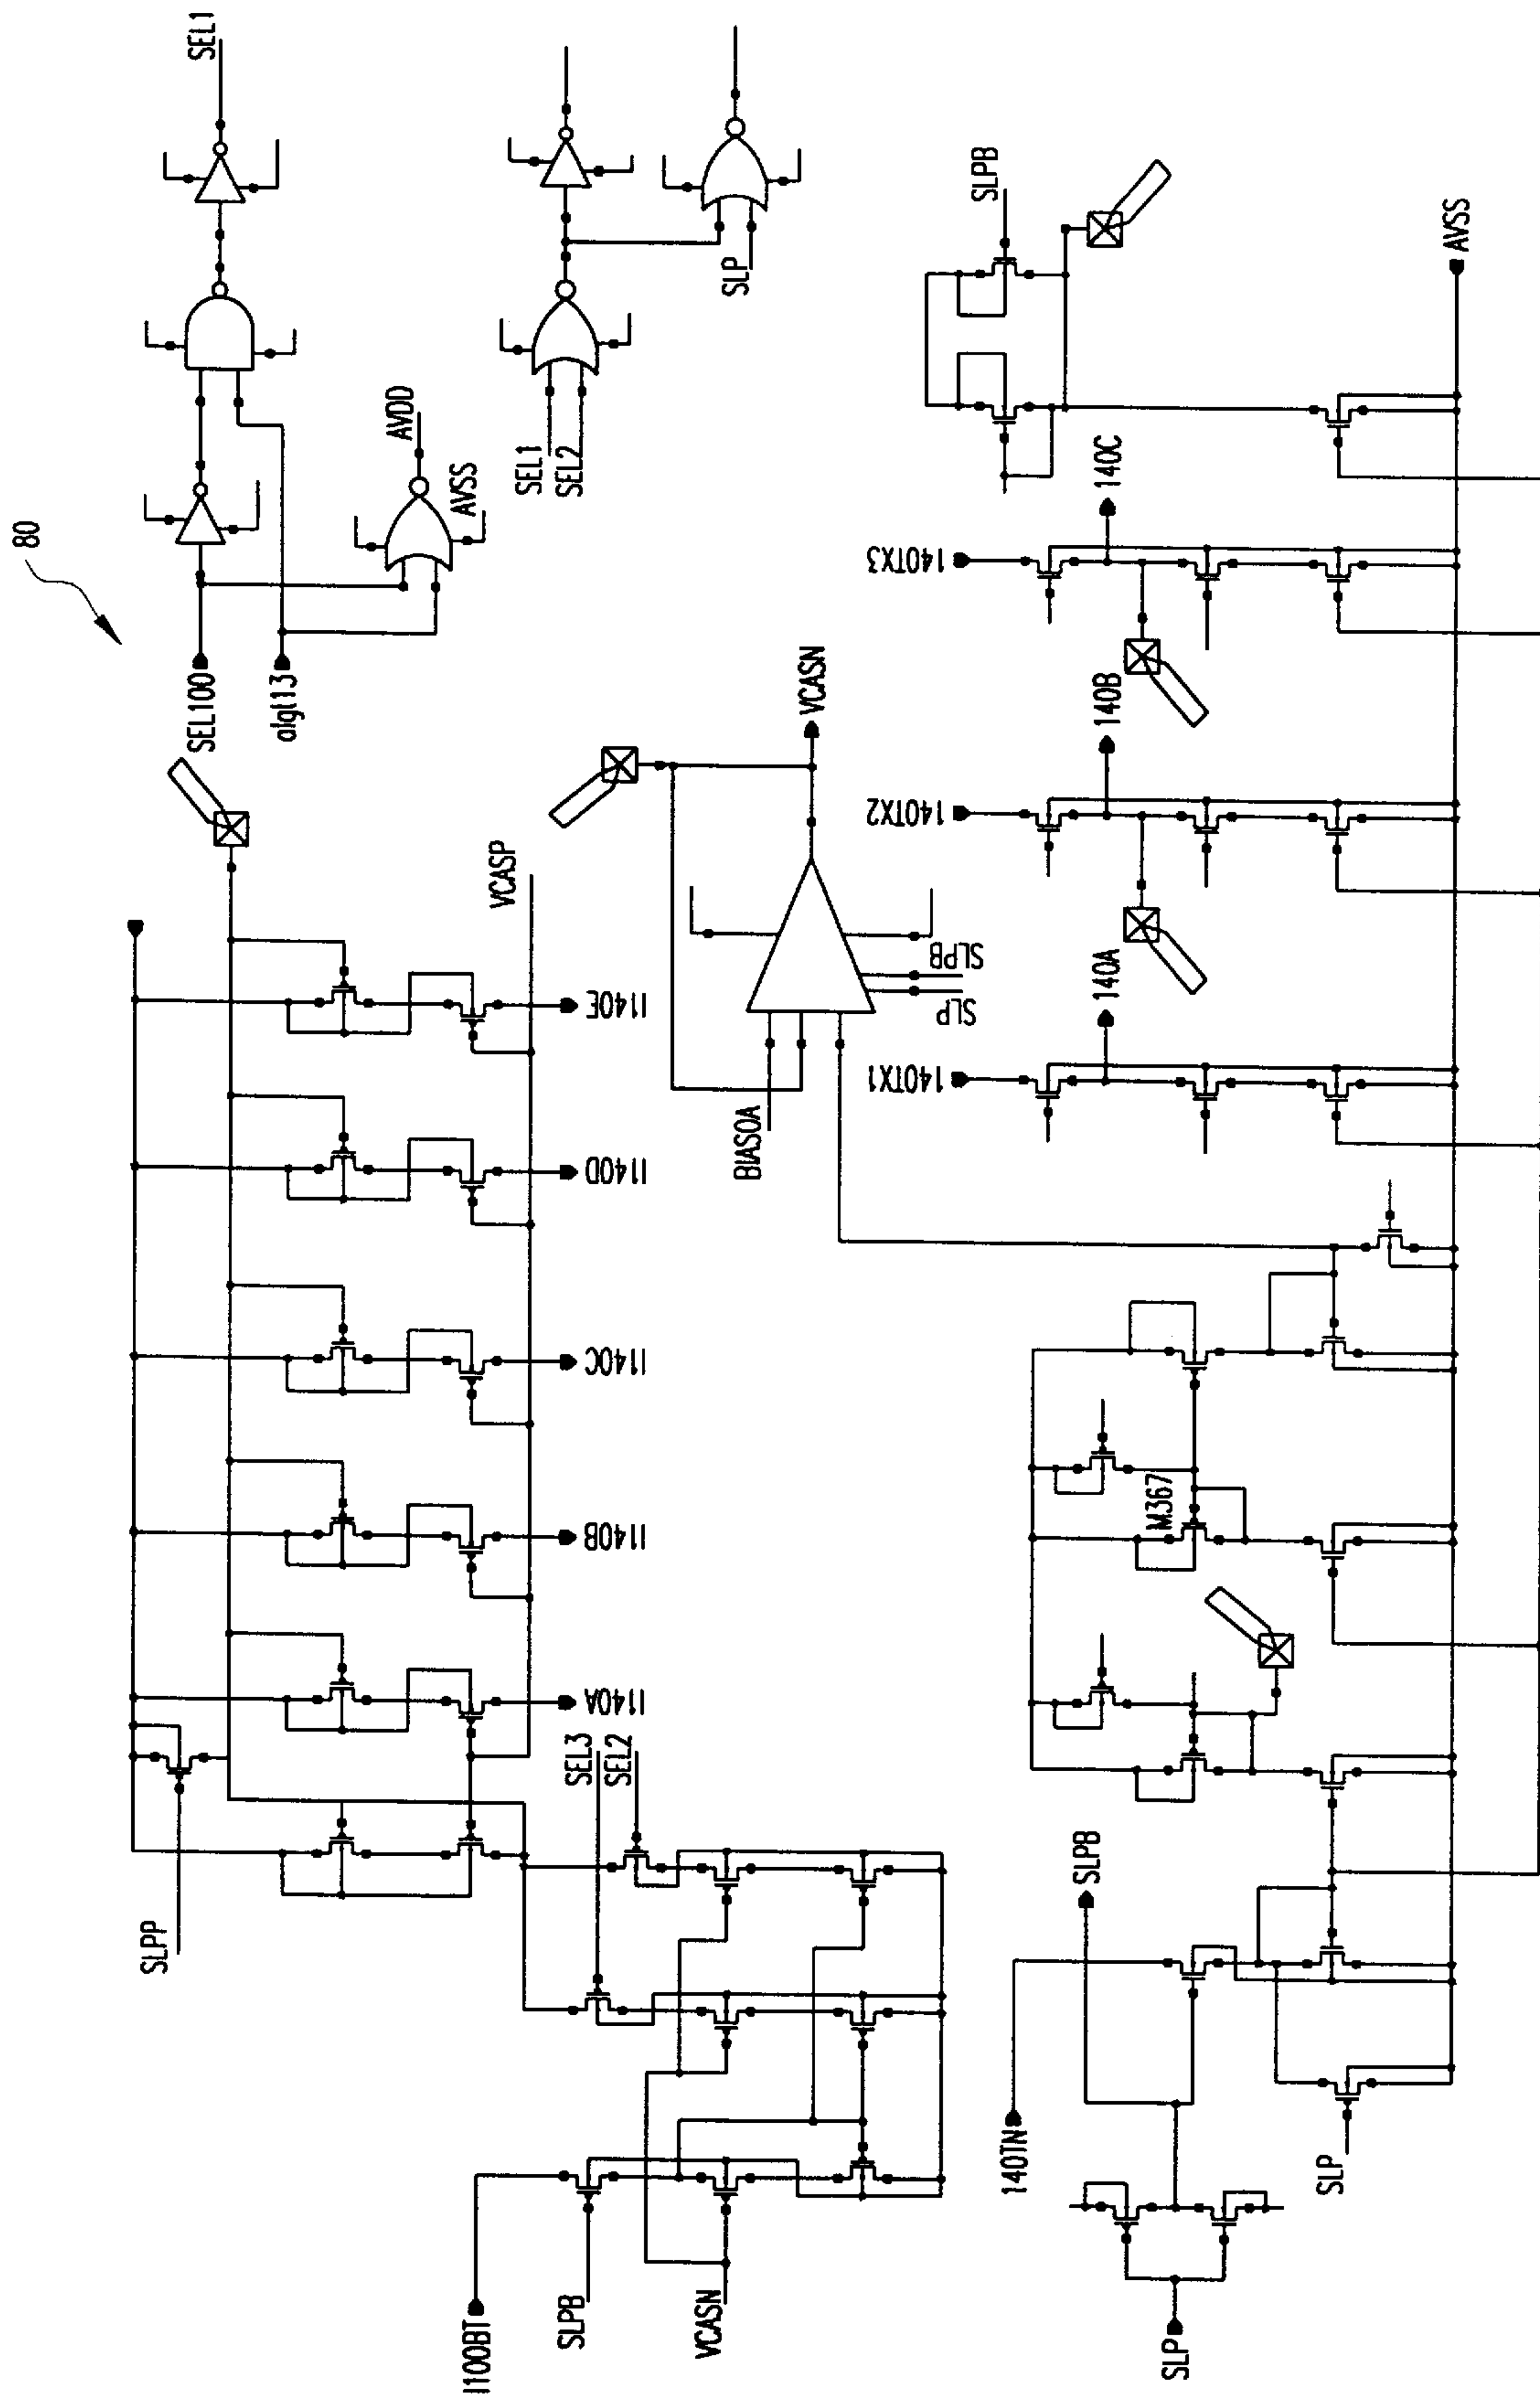 80
SEL1
SEL100
algt13
AVDD
AVSS
SEL1
SEL2
SLP
SLPP
VCASP
I140A
I140B
I140C
I140D
I140E
SEL3
SEL2
I100BT
SLPB
VCASN
BIASOA
SLP
SLPB
VCASN
140TX1
140TX2
140TX3
140A
140B
140C
SLPB
AVSS
M367
140TN
SLPB
SLP
SLP